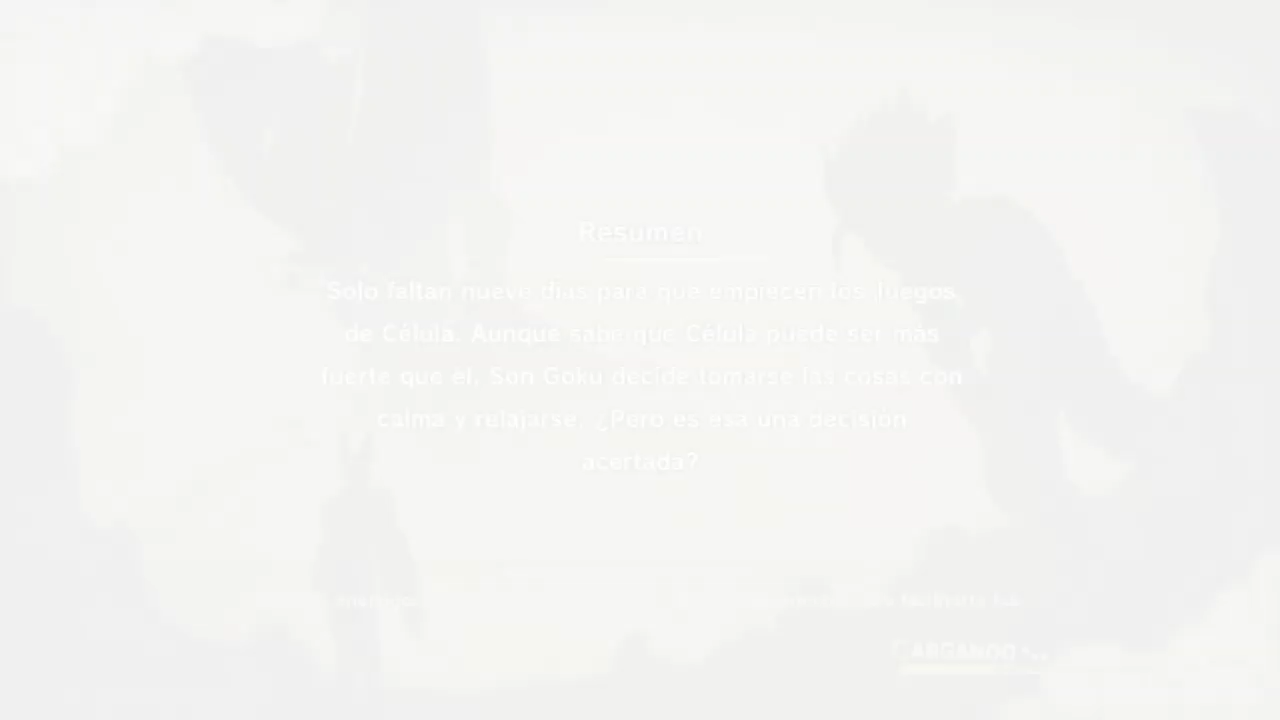 Resumen
Solo faltan nueve días para que empiecen los Juegos
de Célula. Aunque sabe que Célula puede ser más
fuerte que él, Son Goku decide tomarse las cosas con
calma y relajarse. ¿Pero es esa una decisión
acertada?
CARGANDO...